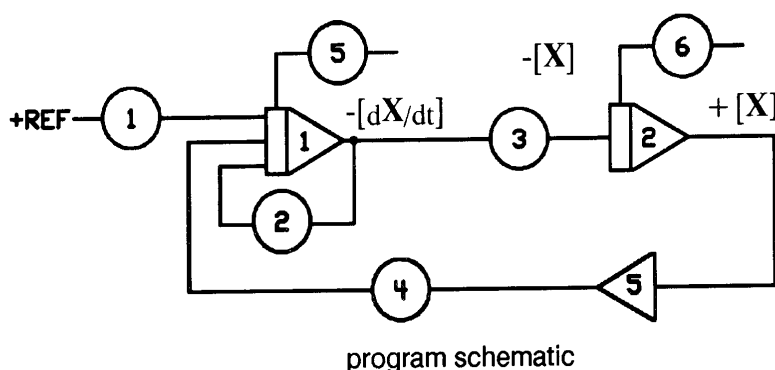 5
6
-[X]
+REF
1
-[dX/dt]
+[X]
1
3
2
2
4
5
program schematic